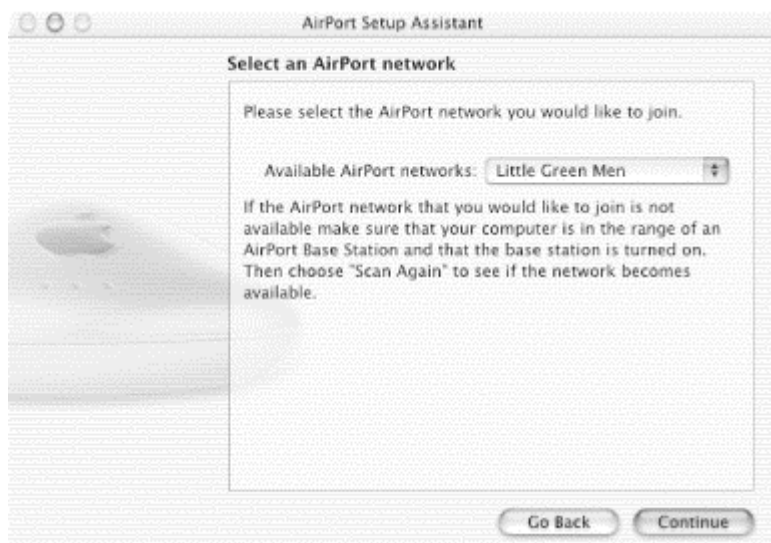 AirPort Setup Assistant
Select an AirPort network
Please select the AirPort network you would like to join.
Available AirPort networks: Little Green Men
If the AirPort network that you would like to join is not
available make sure that your computer is in the range of an
AirPort Base Station and that the base station is turned on.
Then choose "Scan Again" to see if the network becomes
available.
Go Back Continue